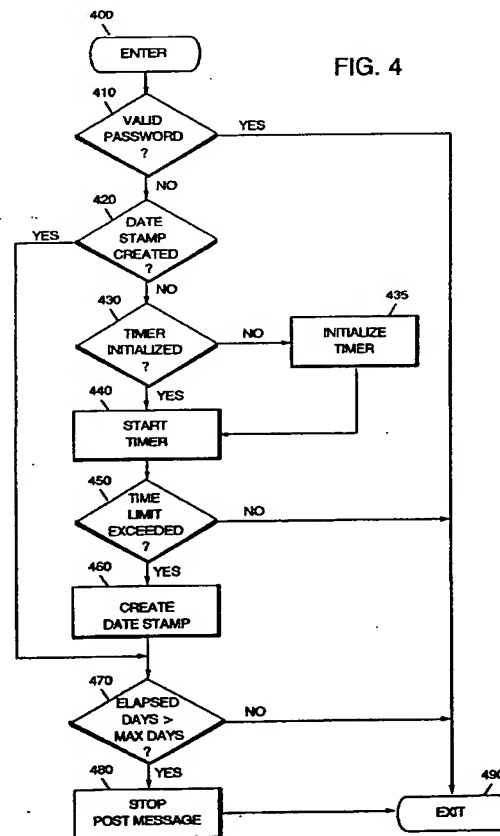 400
ENTER
FIG. 4
410
VALID
PASSWORD
?
YES
NO
420
YES
DATE
STAMP
CREATED
?
NO
430
TIMER
INITIALIZED
?
NO
435
INITIALIZE
TIMER
YES
440
START
TIMER
450
TIME
LIMIT
EXCEEDED
?
NO
YES
460
CREATE
DATE STAMP
470
ELAPSED
DAYS >
MAX DAYS
?
NO
YES
480
STOP
POST MESSAGE
490
EXIT